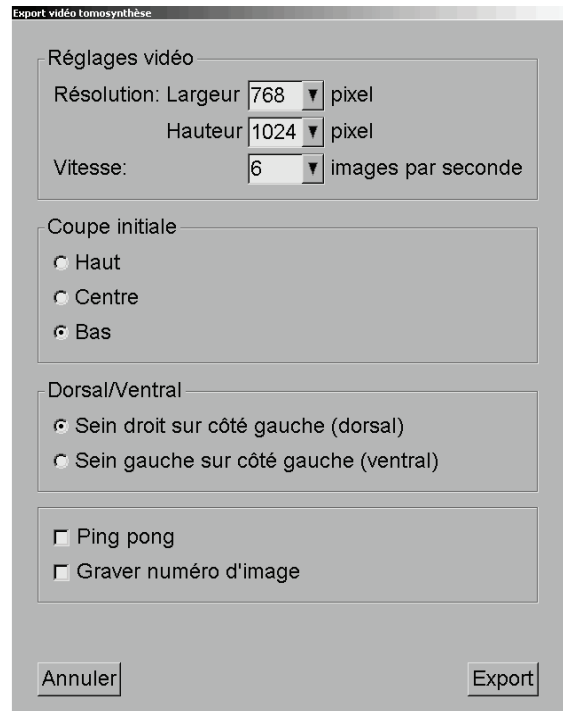 Export vidéo tomosynthèse
Réglages vidéo
Résolution: Largeur 768 pixel
Hauteur 1024 pixel
Vitesse: 6 images par seconde
Coupe initiale
Haut
Centre
Bas
Dorsal/Ventral
Sein droit sur côté gauche (dorsal)
Sein gauche sur côté gauche (ventral)
Ping pong
Graver numéro d'image
Annuler Export